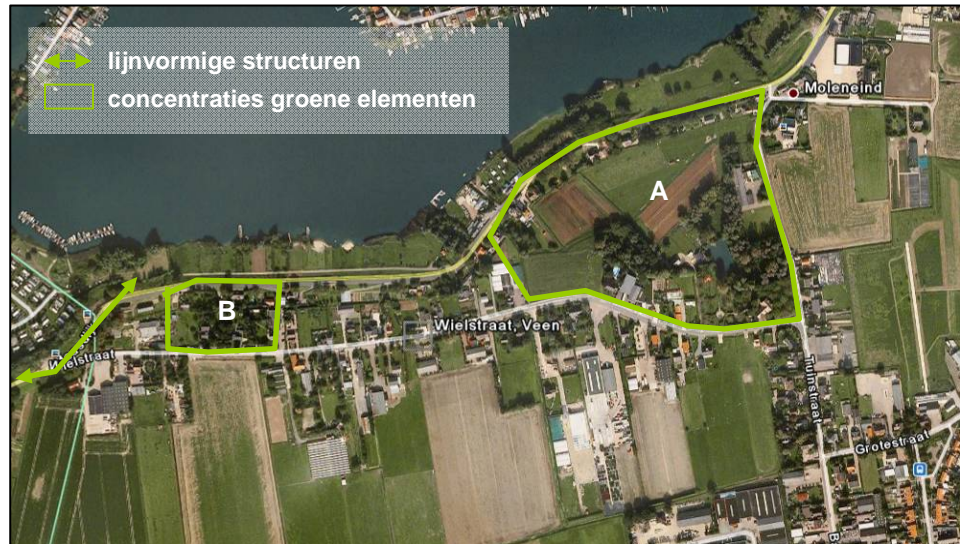 lijnvormige structuren
concentraties groene elementen
Moleneind
A
B
Wielstraat, Veen
Wielstraat
Tuinstraat
Grotestraat
B